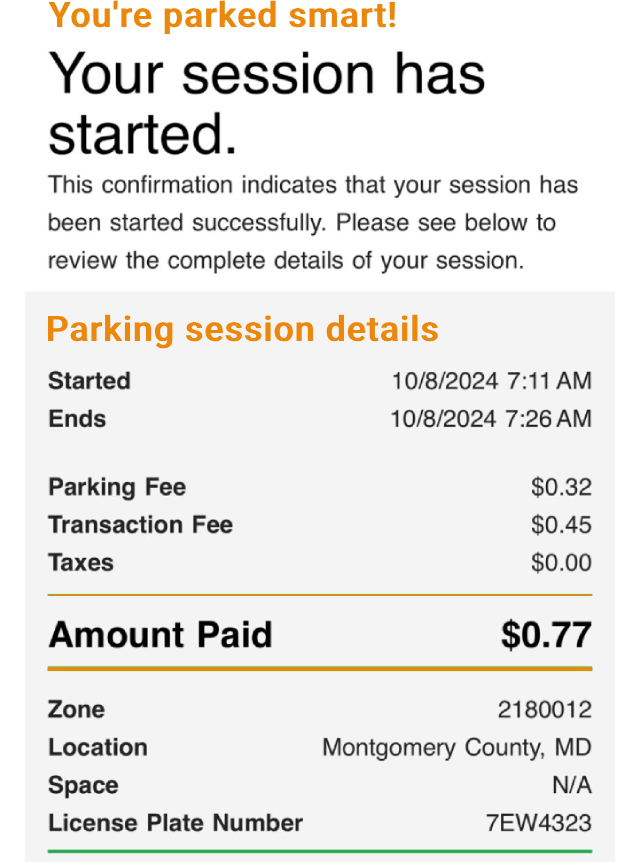 You're parked smart!
Your session has
started.
This confirmation indicates that your session has
been started successfully. Please see below to
review the complete details of your session.
Parking session details
Started 10/8/2024 7:11 AM
Ends 10/8/2024 7:26 AM
Parking Fee $0.32
Transaction Fee $0.45
Taxes $0.00
Amount Paid $0.77
Zone 2180012
Location Montgomery County, MD
Space N/A
License Plate Number 7EW4323